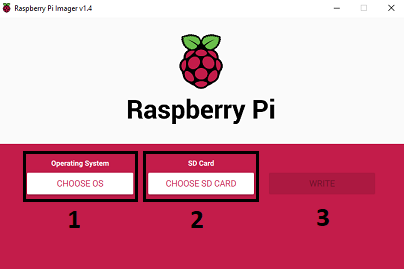 Raspberry Pi Imager v1.4
Raspberry Pi
Operating System
SD Card
CHOOSE OS
CHOOSE SD CARD
WRITE
1
2
3